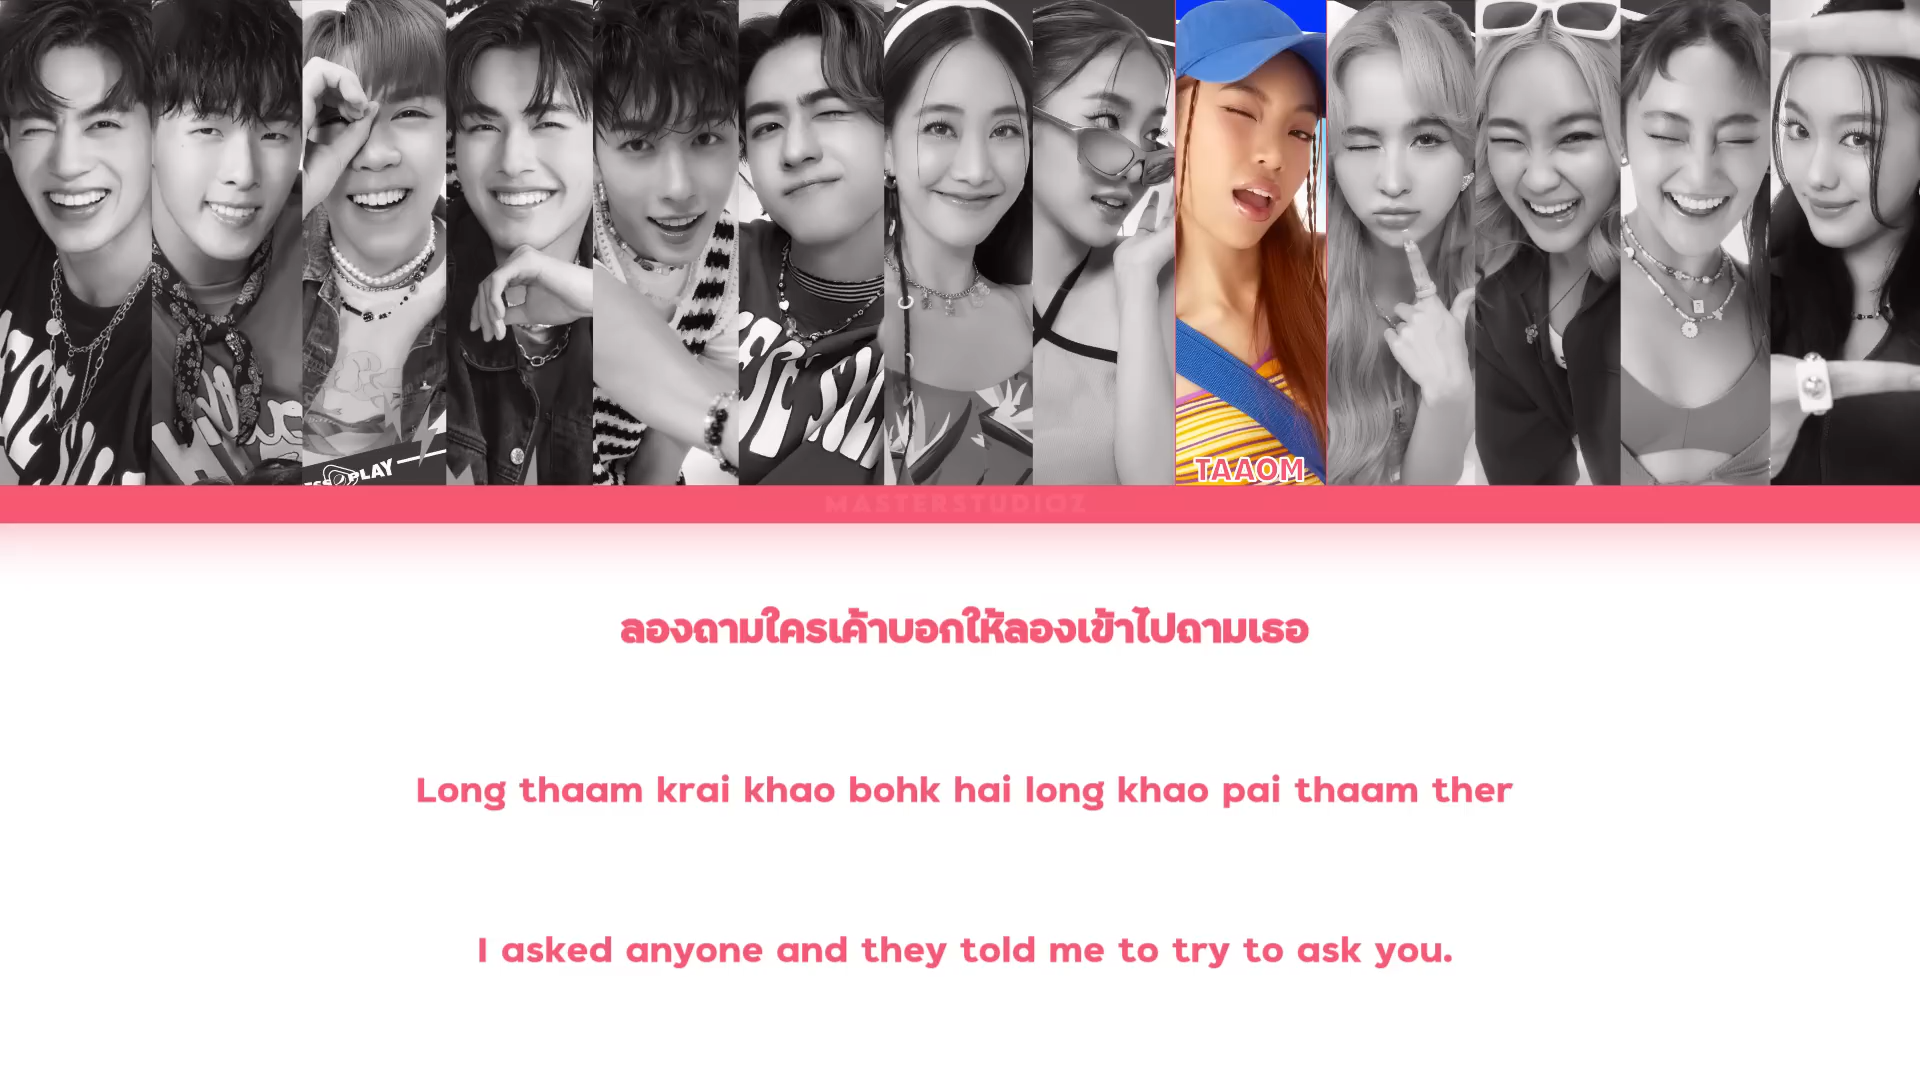 PLAY
TAAOM
MASTERSTUDIOZ
ลองถามใครเค้าบอกให้ลองเข้าไปถามเธอ
Long thaam krai khao bohk hai long khao pai thaam ther
I asked anyone and they told me to try to ask you.